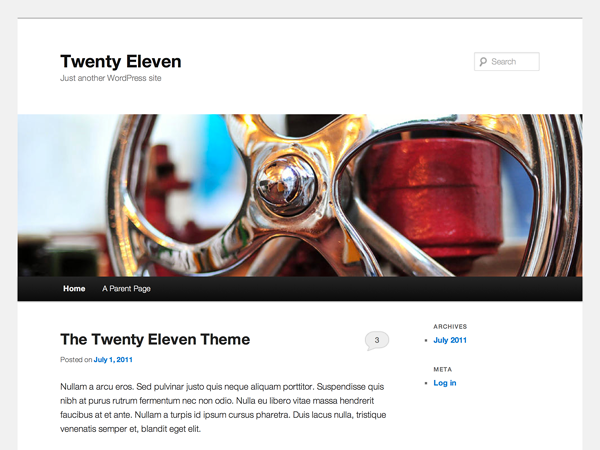 Twenty Eleven
Just another WordPress site
Search
Home
A Parent Page
The Twenty Eleven Theme
3
Posted on July 1, 2011
Nullam a arcu eros. Sed pulvinar justo quis neque aliquam porttitor. Suspendisse quis
nibh at purus rutrum fermentum nec non odio. Nulla eu libero vitae massa hendrerit
faucibus at et ante. Nullam a turpis id ipsum cursus pharetra. Duis lacus nulla, tristique
venenatis semper et, blandit eget elit.
ARCHIVES
July 2011
META
Log in